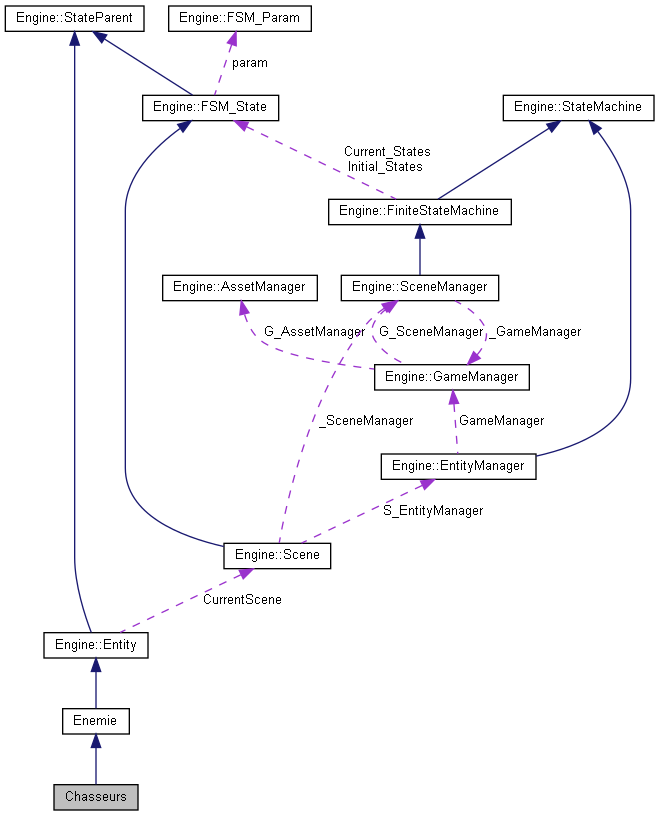 Engine::StateParent
Engine::FSM_Param
param
Engine::FSM_State
Engine::StateMachine
Current_States
Initial_States
Engine::FiniteStateMachine
Engine::AssetManager
Engine::SceneManager
G_AssetManager
G_SceneManager
_GameManager
Engine::GameManager
_SceneManager
GameManager
Engine::EntityManager
S_EntityManager
Engine::Scene
CurrentScene
Engine::Entity
Enemie
Chasseurs